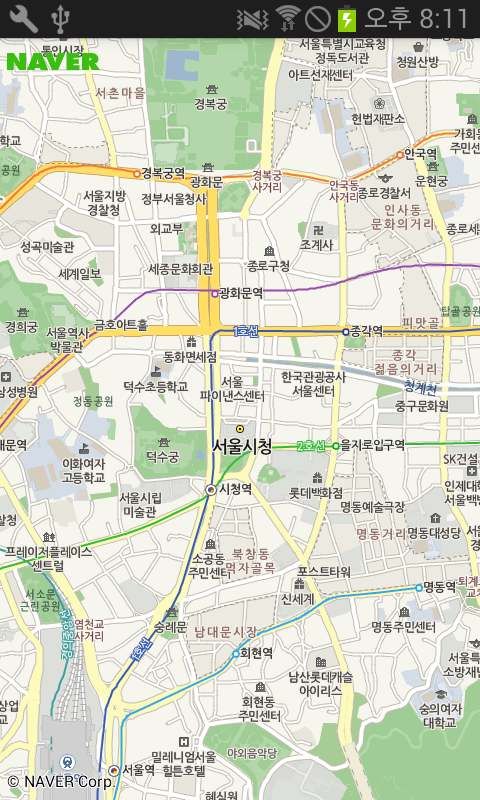 오후 8:11
통인시장
NAVER
서울특별시교육청
정독도서관
아트선재센터
청원산방
서촌마을
경복궁
헌법재판소
가회동
주민센
안국역
학교
공원
경복궁역
광화문
경복궁
사거리
안국동
사거리
종로경찰서
운현궁
서울지방
경찰청
정부서울청사
외교부
인사동
문화의거리
조계사
종로세
성곡미술관
세계일보
세종문화회관
종로구청
광화문역
경희궁
서울역사
박물관
금호아트홀
1호선
종각역
피맛골
탑골공원
동화면세점
종각
젊음의거리
삼성병원
덕수초등학교
서울
파이낸스센터
한국관광공사
서울센터
청계천
정동공원
중구문화원
서울시청
2호선
을지로입구역
대문역
덕수궁
이화여자
고등학교
SK건설
시청역
롯데백화점
인제대학
서울백병
서울시립
미술관
명동예술극장
찰청
명동거리
명동대성당
프레이저플레이스
센트럴
소공동
주민센터
북창동
먹자골목
포스트타워
신세계
명동역
퇴계로
서소문
근린공원
염천교
사거리
숭례문
남대문시장
명동주민센터
1호선
회현역
남산롯데캐슬
아이리스
서울특
소방재난
회현동
주민센터
숭의여자
대학교
상업
고
밀레니엄서울
힐튼호텔
야외음악당
서울역
© NAVER Corp.
혜심원